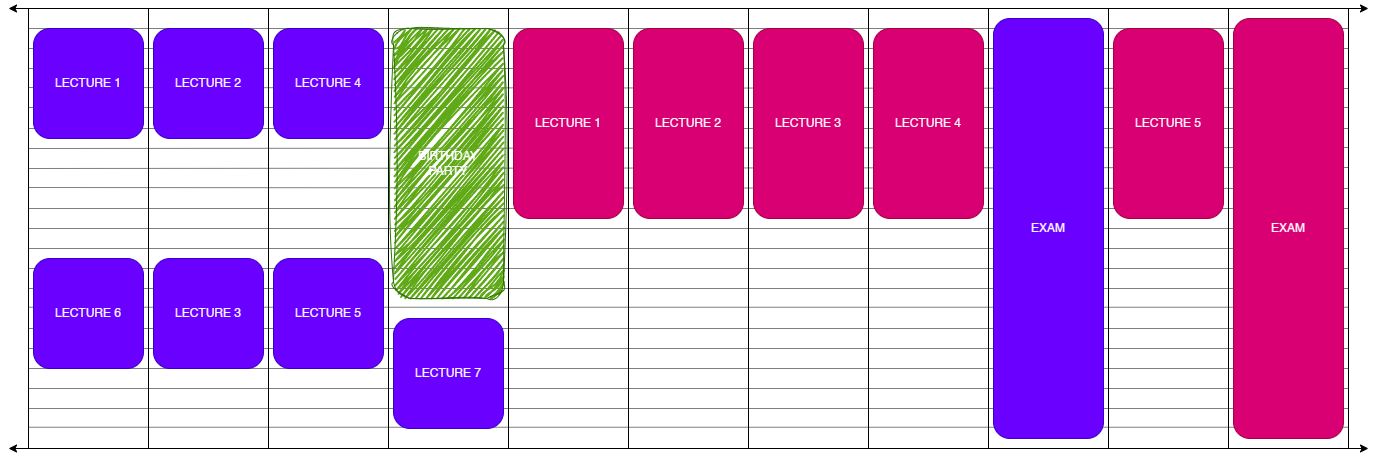 LECTURE 1
LECTURE 2
LECTURE 4
BIRTHDAY
PARTY
LECTURE 1
LECTURE 2
LECTURE 3
LECTURE 4
EXAM
LECTURE 5
EXAM
LECTURE 6
LECTURE 3
LECTURE 5
LECTURE 7